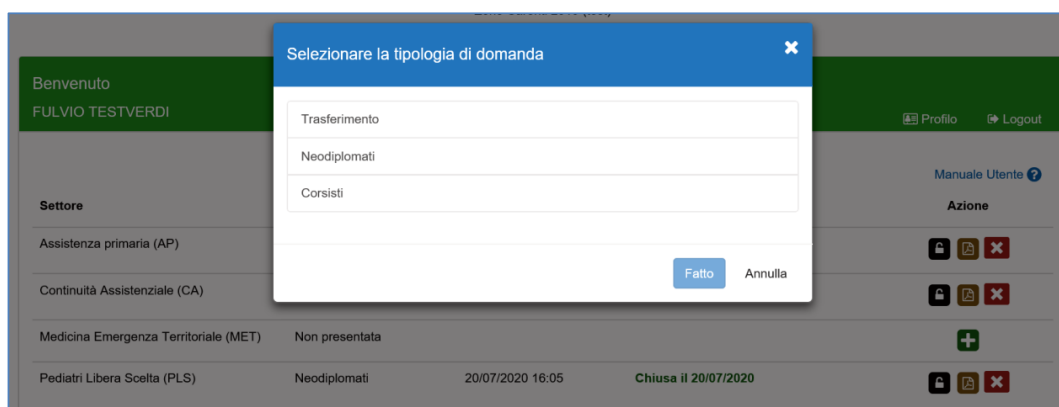 Selezionare la tipologia di domanda
Benvenuto
FULVIO TESTVERDI
Profilo Logout
Trasferimento
Neodiplomati
Corsisti
Manuale Utente
Settore Azione
Assistenza primaria (AP)
Fatto Annulla
Continuità Assistenziale (CA)
Medicina Emergenza Territoriale (MET) Non presentata
Pediatri Libera Scelta (PLS) Neodiplomati 20/07/2020 16:05 Chiusa il 20/07/2020